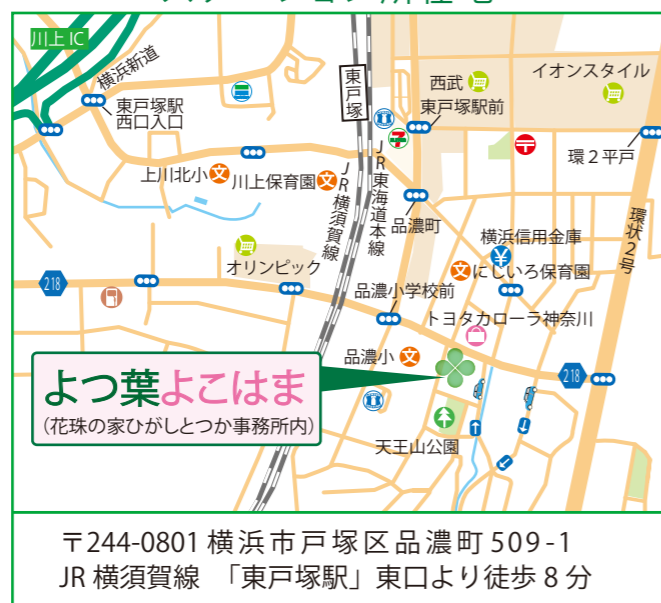 川上IC
横浜新道
東戸塚駅
西口入口
東戸塚
西武
イオンスタイル
東戸塚駅前
環2平戸
上川北小
文
川上保育園
文
JR横須賀線
JR東海道本線
品濃町
横浜信用金庫
¥
環状2号
オリンピック
文
にじいろ保育園
218
品濃小学校前
トヨタカローラ神奈川
品濃小
文
218
よつ葉よこはま
(花珠の家ひがしとつか事務所内)
天王山公園
〒244-0801 横浜市戸塚区品濃町509-1
JR横須賀線 「東戸塚駅」東口より徒歩8分